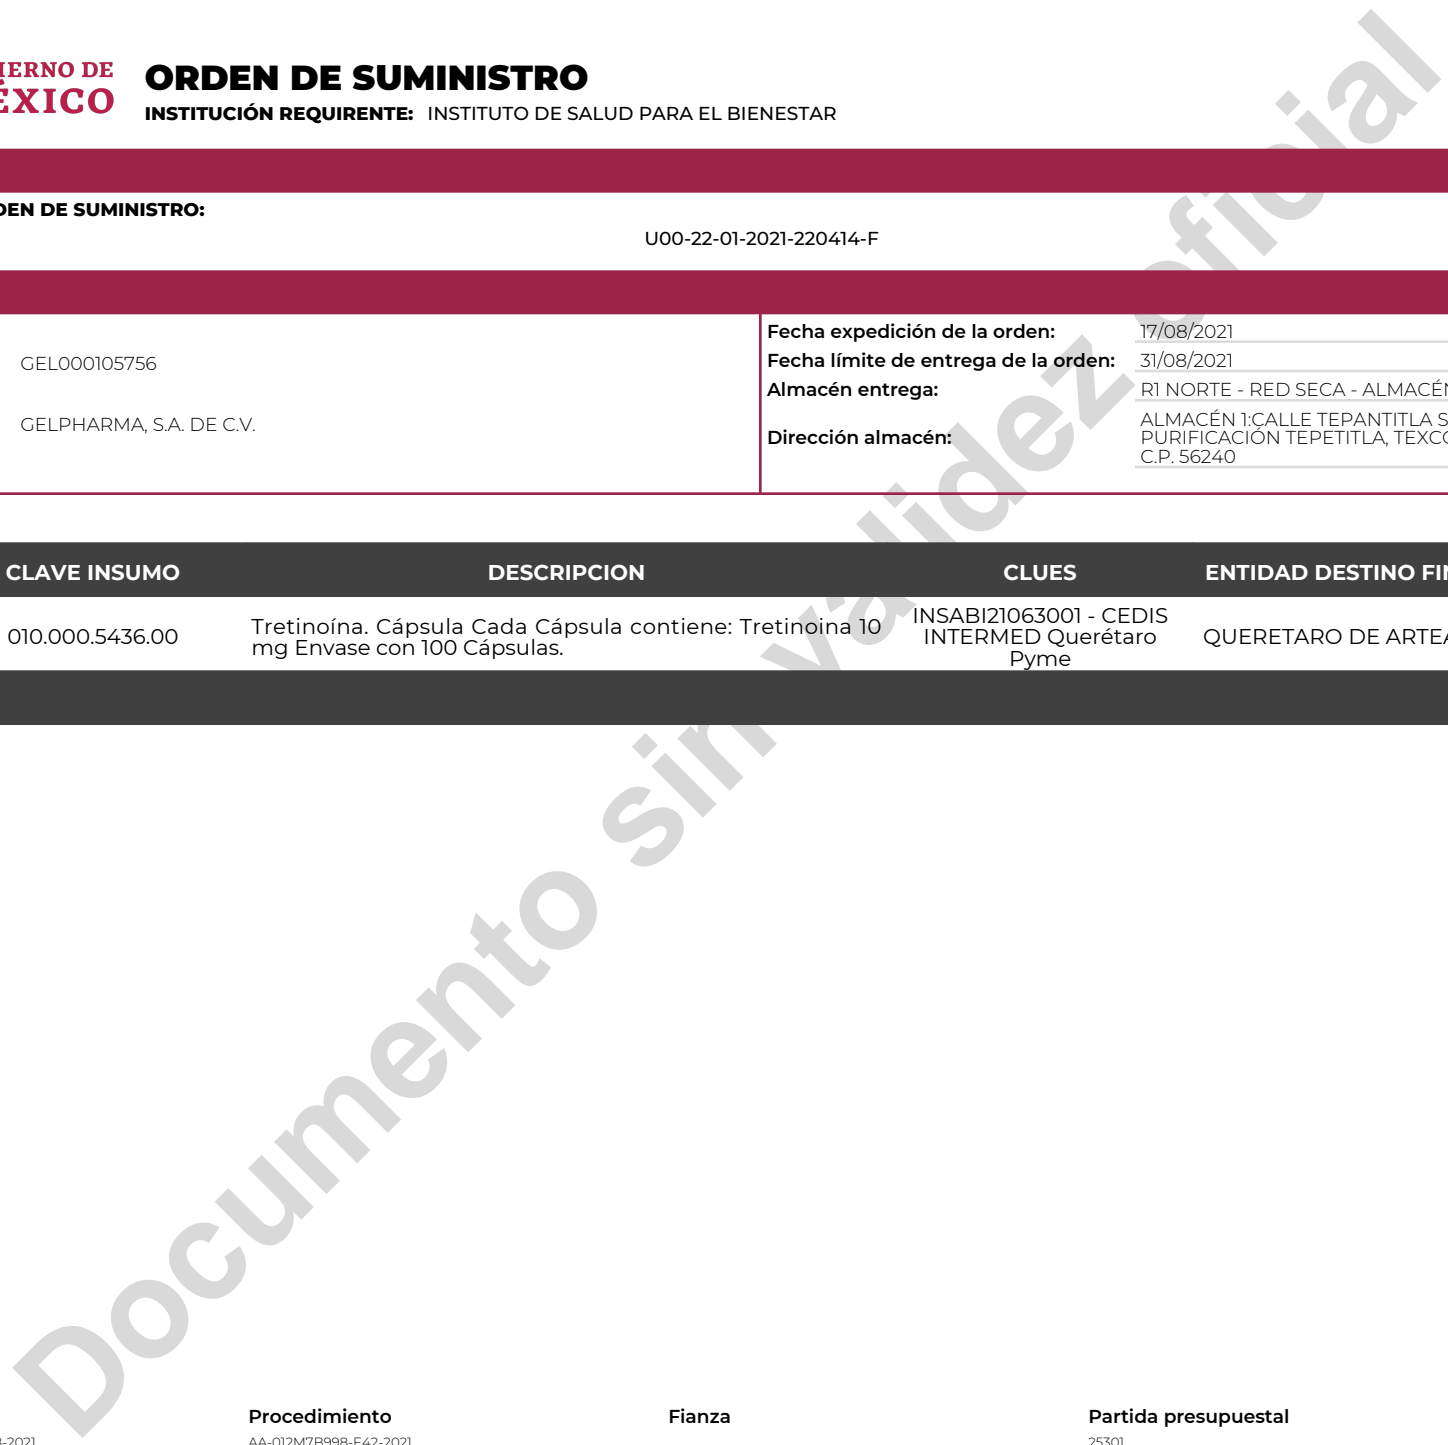 IERNO DE
ÉXICO
ORDEN DE SUMINISTRO
INSTITUCIÓN REQUIRENTE: INSTITUTO DE SALUD PARA EL BIENESTAR
DEN DE SUMINISTRO:
U00-22-01-2021-220414-F
GEL000105756
GELPHARMA, S.A. DE C.V.
Fecha expedición de la orden: 17/08/2021
Fecha límite de entrega de la orden: 31/08/2021
Almacén entrega: R1 NORTE - RED SECA - ALMACÉN
Dirección almacén: ALMACÉN 1:CALLE TEPANTITLA S
PURIFICACIÓN TEPETITLA, TEXCO
C.P. 56240
CLAVE INSUMO DESCRIPCION CLUES ENTIDAD DESTINO FIN
010.000.5436.00
Tretinoína. Cápsula Cada Cápsula contiene: Tretinoina 10
mg Envase con 100 Cápsulas.
INSABI21063001 - CEDIS
INTERMED Querétaro
Pyme
QUERETARO DE ARTEA
Documento sin validez oficial
Procedimiento Fianza Partida presupuestal
-2021 AA-012M7B998-E42-2021 25301